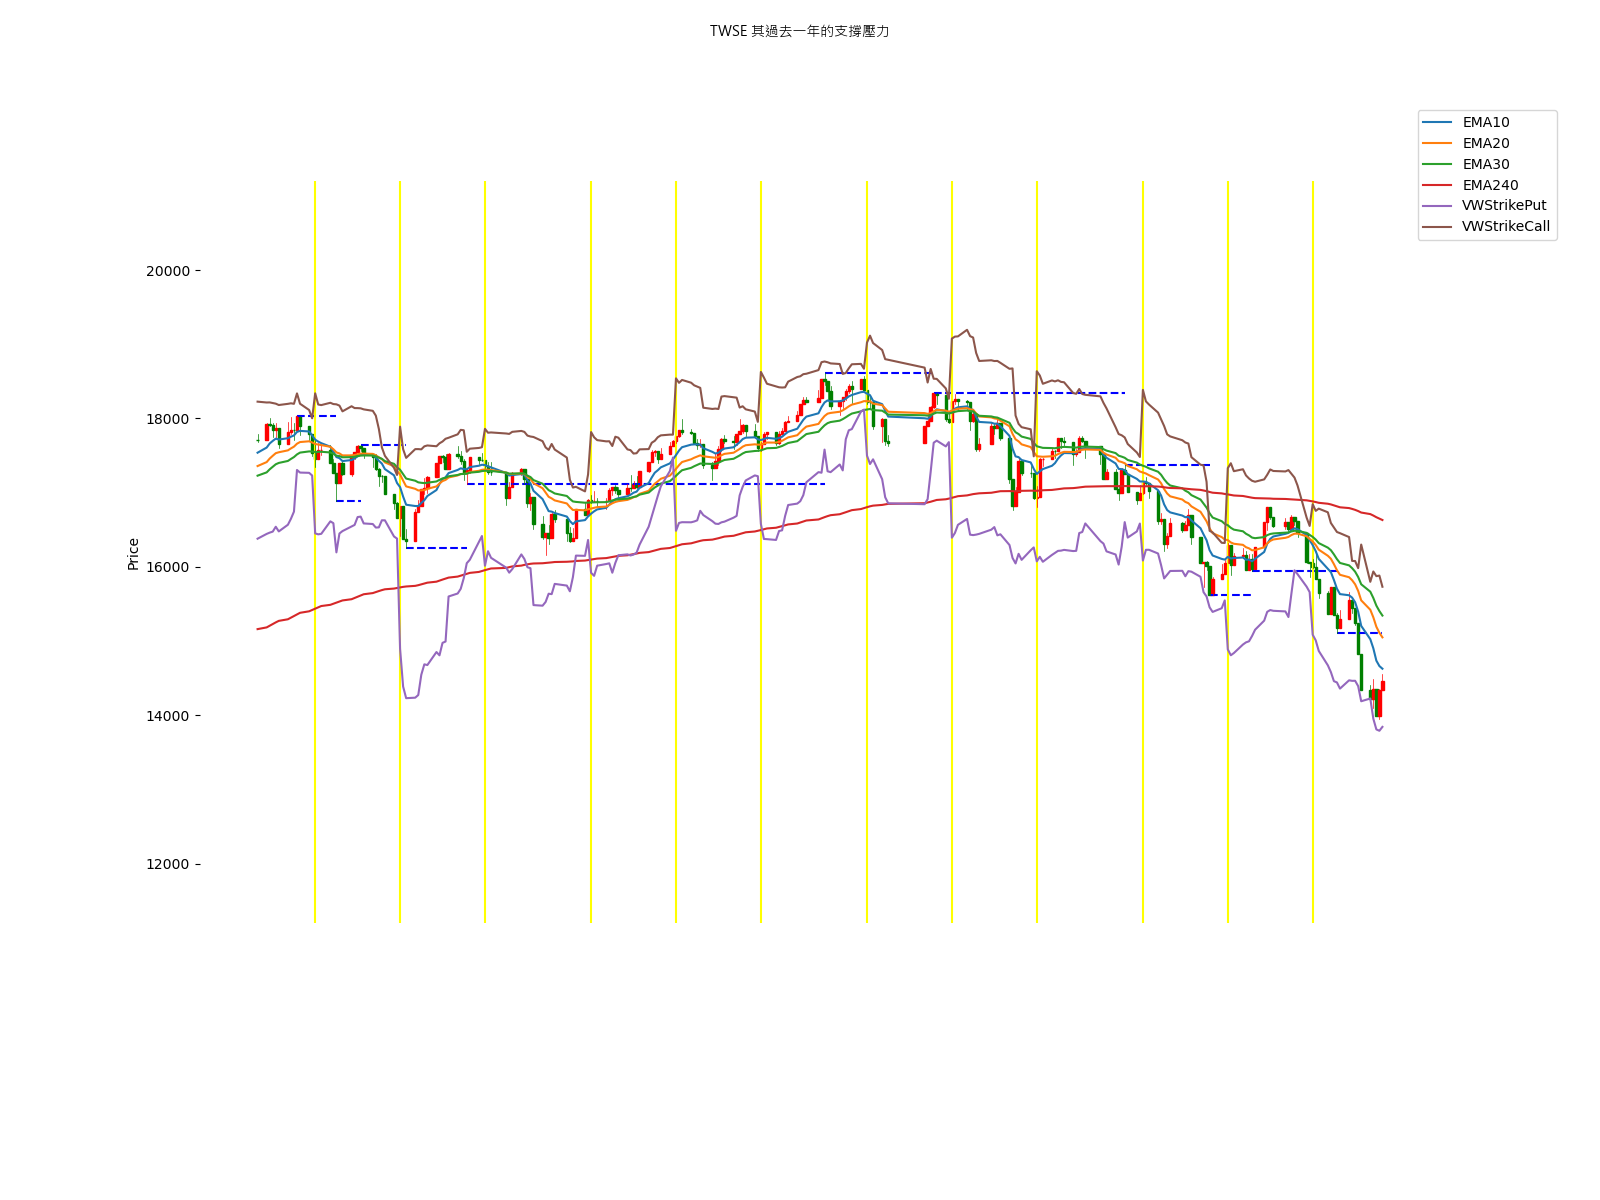 TWSE 其過去一年的支撐壓力
EMA10
EMA20
EMA30
EMA240
VWStrikePut
VWStrikeCall
20000
18000
16000
14000
12000
Price